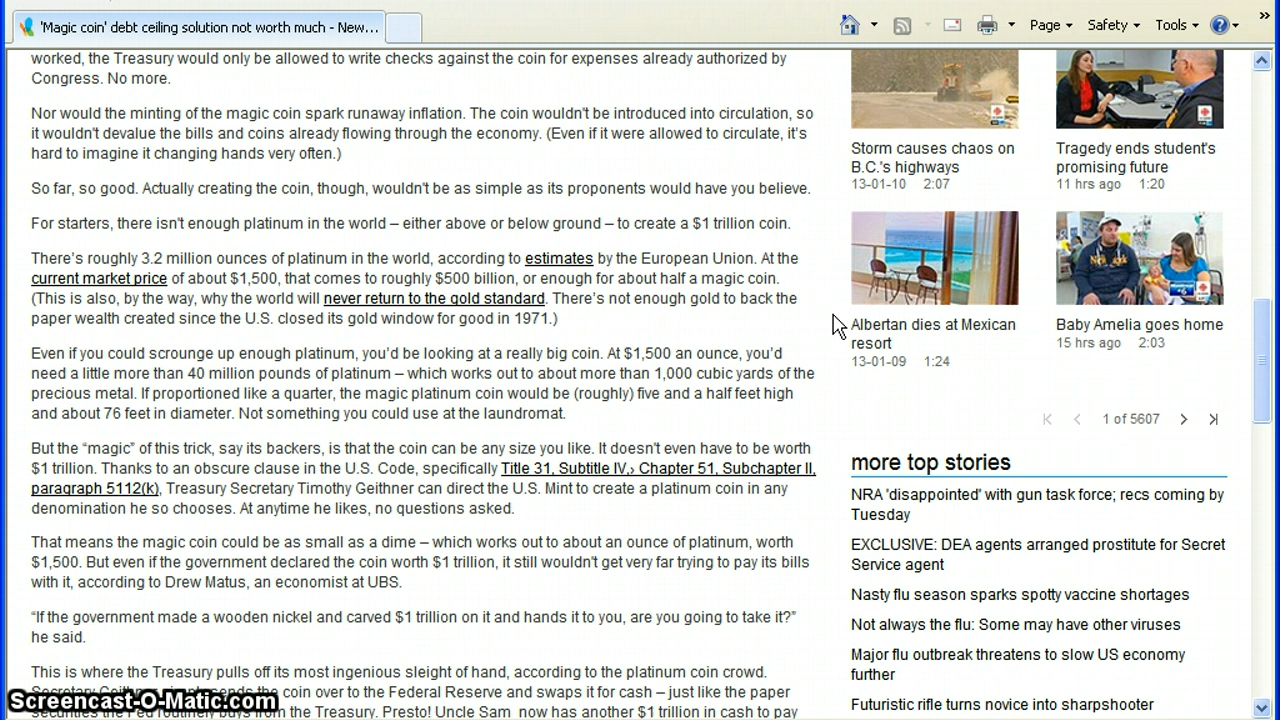 'Magic coin' debt ceiling solution not worth much - New...
Page
Safety
Tools
worked, the Treasury would only be allowed to write checks against the coin for expenses already authorized by
Congress. No more.
Nor would the minting of the magic coin spark runaway inflation. The coin wouldn't be introduced into circulation, so
it wouldn't devalue the bills and coins already flowing through the economy. (Even if it were allowed to circulate, it's
hard to imagine it changing hands very often.)
So far, so good. Actually creating the coin, though, wouldn't be as simple as its proponents would have you believe.
For starters, there isn't enough platinum in the world – either above or below ground – to create a $1 trillion coin.
There's roughly 3.2 million ounces of platinum in the world, according to estimates by the European Union. At the
current market price of about $1,500, that comes to roughly $500 billion, or enough for about half a magic coin.
(This is also, by the way, why the world will never return to the gold standard. There's not enough gold to back the
paper wealth created since the U.S. closed its gold window for good in 1971.)
Even if you could scrounge up enough platinum, you'd be looking at a really big coin. At $1,500 an ounce, you'd
need a little more than 40 million pounds of platinum – which works out to about more than 1,000 cubic yards of the
precious metal. If proportioned like a quarter, the magic platinum coin would be (roughly) five and a half feet high
and about 76 feet in diameter. Not something you could use at the laundromat.
But the “magic” of this trick, say its backers, is that the coin can be any size you like. It doesn't even have to be worth
$1 trillion. Thanks to an obscure clause in the U.S. Code, specifically Title 31, Subtitle IV,› Chapter 51, Subchapter II,
paragraph 5112(k), Treasury Secretary Timothy Geithner can direct the U.S. Mint to create a platinum coin in any
denomination he so chooses. At anytime he likes, no questions asked.
That means the magic coin could be as small as a dime – which works out to about an ounce of platinum, worth
$1,500. But even if the government declared the coin worth $1 trillion, it still wouldn't get very far trying to pay its bills
with it, according to Drew Matus, an economist at UBS.
“If the government made a wooden nickel and carved $1 trillion on it and hands it to you, are you going to take it?”
he said.
This is where the Treasury pulls off its most ingenious sleight of hand, according to the platinum coin crowd.
Secretary Geithner simply sends the coin over to the Federal Reserve and swaps it for cash – just like the paper
securities the Fed routinely buys from the Treasury. Presto! Uncle Sam now has another $1 trillion in cash to pay
Storm causes chaos on
B.C.'s highways
13-01-10 2:07
Tragedy ends student's
promising future
11 hrs ago 1:20
Albertan dies at Mexican
resort
13-01-09 1:24
Baby Amelia goes home
15 hrs ago 2:03
1 of 5607
more top stories
NRA 'disappointed' with gun task force; recs coming by
Tuesday
EXCLUSIVE: DEA agents arranged prostitute for Secret
Service agent
Nasty flu season sparks spotty vaccine shortages
Not always the flu: Some may have other viruses
Major flu outbreak threatens to slow US economy
further
Futuristic rifle turns novice into sharpshooter
Screencast-O-Matic.com